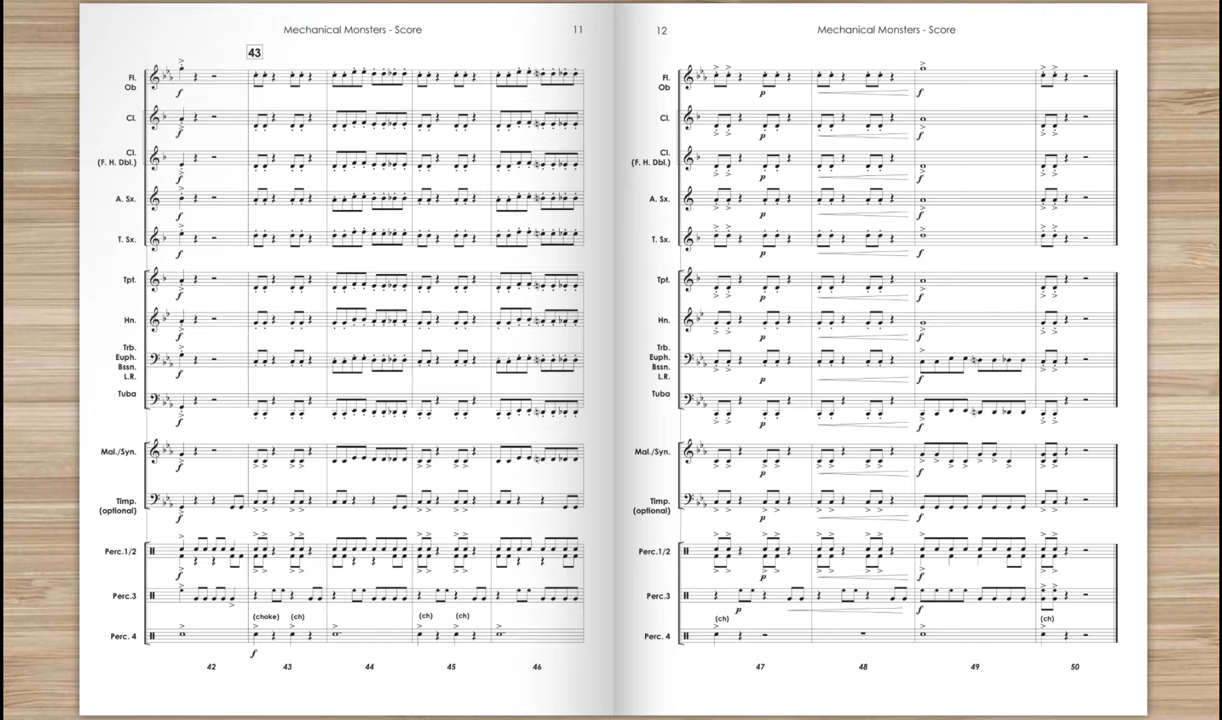 Mechanical Monsters - Score
11
43
Fl.
Ob
f
Cl.
f
Cl.
(F. H. Dbl.)
f
A. Sx.
f
T. Sx.
f
Tpt.
f
Hn.
f
Trb.
Euph.
Bssn.
L.R.
f
Tuba
f
Mal./Syn.
f
Timp.
(optional)
f
Perc.1/2
f
Perc.3
(choke) (ch) (ch) (ch)
Perc. 4
f
42 43 44 45 46
12
Mechanical Monsters - Score
Fl.
Ob
p f
Cl.
p f
Cl.
(F. H. Dbl.)
p f
A. Sx.
p f
T. Sx.
p f
Tpt.
p f
Hn.
p f
Trb.
Euph.
Bssn.
L.R.
p f
Tuba
p f
Mal./Syn.
p f
Timp.
(optional)
p f
Perc.1/2
p f
Perc.3
p f
(ch) (ch)
Perc. 4
47 48 49 50